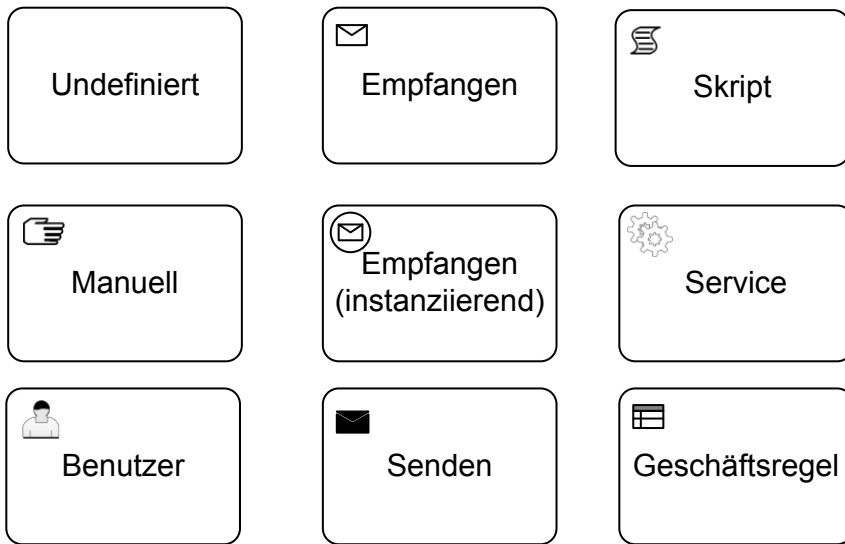 Undefiniert
Empfangen
Skript
Manuell
Empfangen
(instanziierend)
Service
Benutzer
Senden
Geschäftsregel